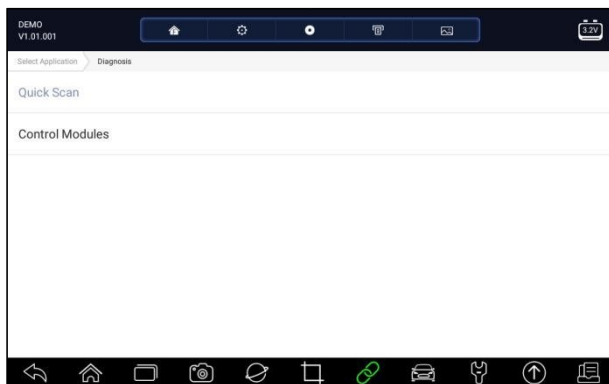 DEMO
V1.01.001
3.2V
Select Application Diagnosis
Quick Scan
Control Modules